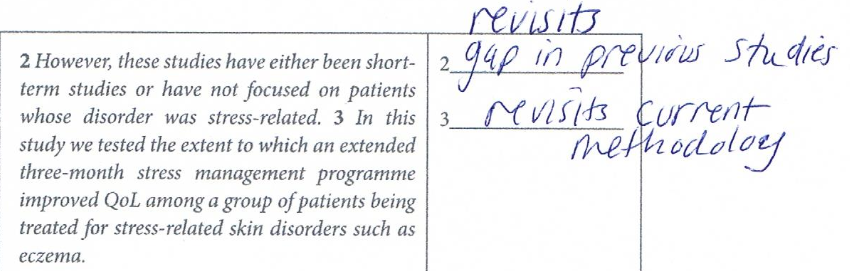 revisits
2 However, these studies have either been short-
term studies or have not focused on patients
whose disorder was stress-related. 3 In this
study we tested the extent to which an extended
three-month stress management programme
improved QoL among a group of patients being
treated for stress-related skin disorders such as
eczema.
2 gap in previous studies
3 revisits current
methodology